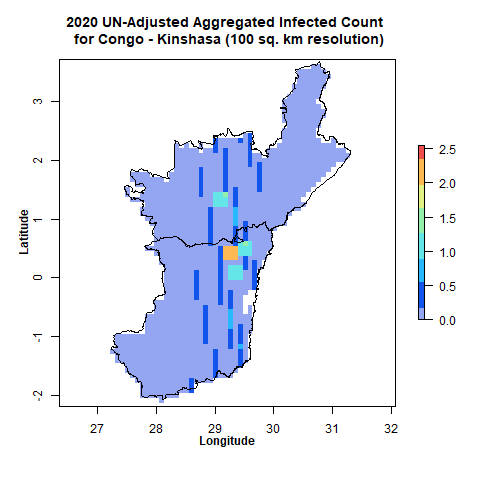 2020 UN-Adjusted Aggregated Infected Count
for Congo - Kinshasa (100 sq. km resolution)
3
2
1
0
-1
-2
Latitude
27 28 29 30 31 32
Longitude
2.5
2.0
1.5
1.0
0.5
0.0